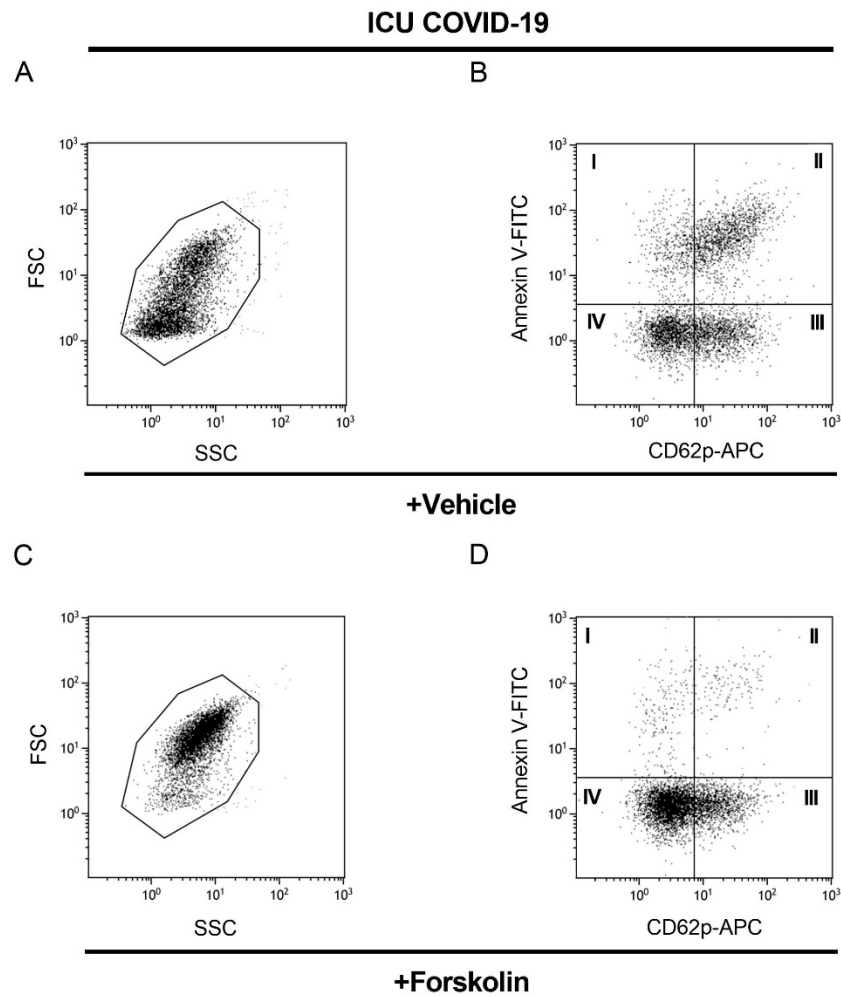 ICU COVID-19
A
B
10³
10²
10¹
10⁰
FSC
10⁰ 10¹ 10² 10³
SSC
10³
10²
10¹
10⁰
Annexin V-FITC
I
II
IV
III
10⁰ 10¹ 10² 10³
CD62p-APC
+Vehicle
C
D
10³
10²
10¹
10⁰
FSC
10⁰ 10¹ 10² 10³
SSC
10³
10²
10¹
10⁰
Annexin V-FITC
I
II
IV
III
10⁰ 10¹ 10² 10³
CD62p-APC
+Forskolin